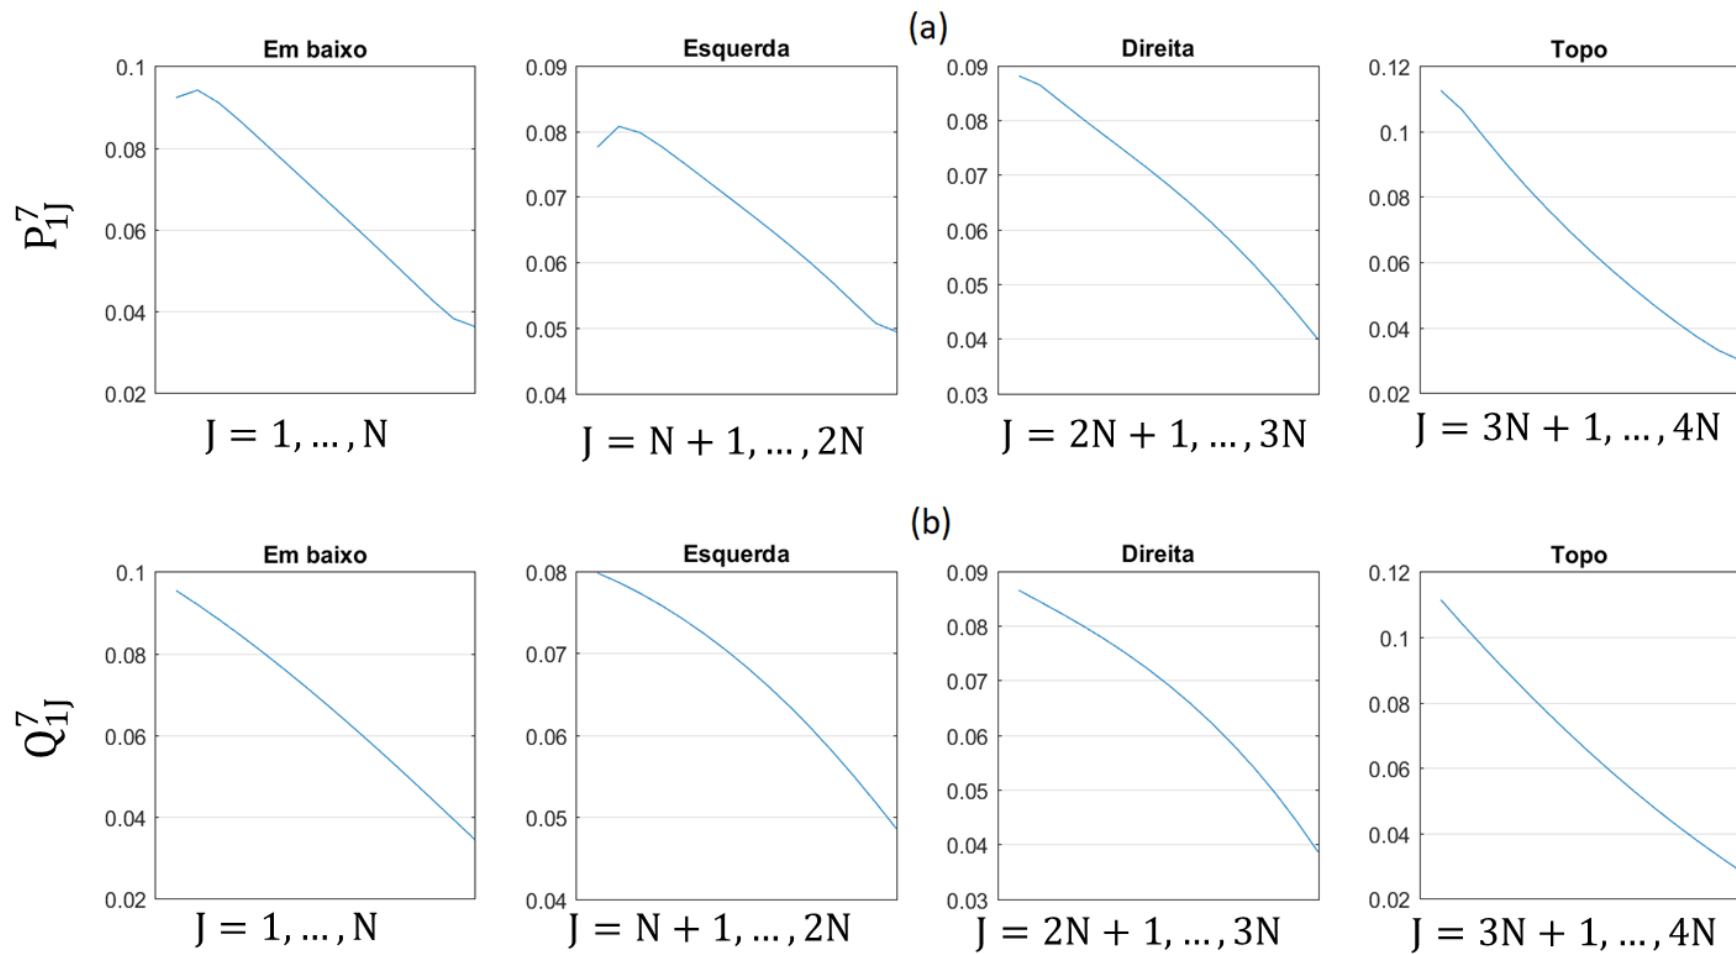 (a)
Em baixo Esquerda Direita Topo
0.1 0.09 0.09 0.12
0.08 0.08 0.08 0.1
0.06 0.07 0.07 0.08
0.04 0.06 0.06 0.06
0.02 0.05 0.05 0.04
0.04 0.04 0.02
0.03
P⁷₁J
J = 1, ... , N J = N + 1, ... , 2N J = 2N + 1, ... , 3N J = 3N + 1, ... , 4N
(b)
Em baixo Esquerda Direita Topo
0.1 0.08 0.09 0.12
0.08 0.07 0.08 0.1
0.06 0.06 0.07 0.08
0.04 0.05 0.06 0.06
0.02 0.04 0.05 0.04
0.04 0.02
0.03
Q⁷₁J
J = 1, ... , N J = N + 1, ... , 2N J = 2N + 1, ... , 3N J = 3N + 1, ... , 4N